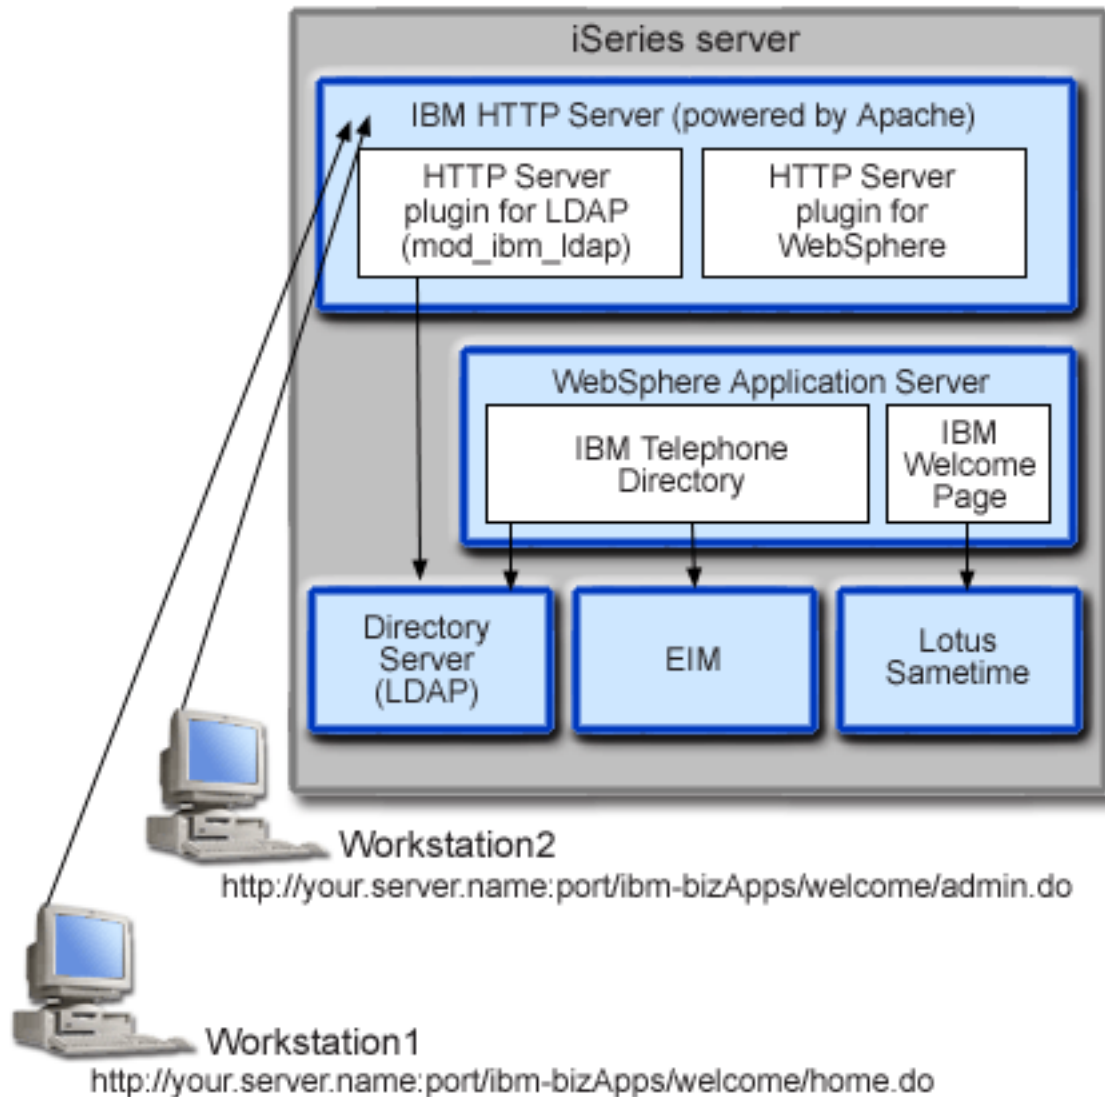 iSeries server
IBM HTTP Server (powered by Apache)
HTTP Server
plugin for LDAP
(mod_ibm_ldap)
HTTP Server
plugin for
WebSphere
WebSphere Application Server
IBM Telephone
Directory
IBM
Welcome
Page
Directory
Server
(LDAP)
EIM
Lotus
Sametime
Workstation2
http://your.server.name:port/ibm-bizApps/welcome/admin.do
Workstation1
http://your.server.name:port/ibm-bizApps/welcome/home.do